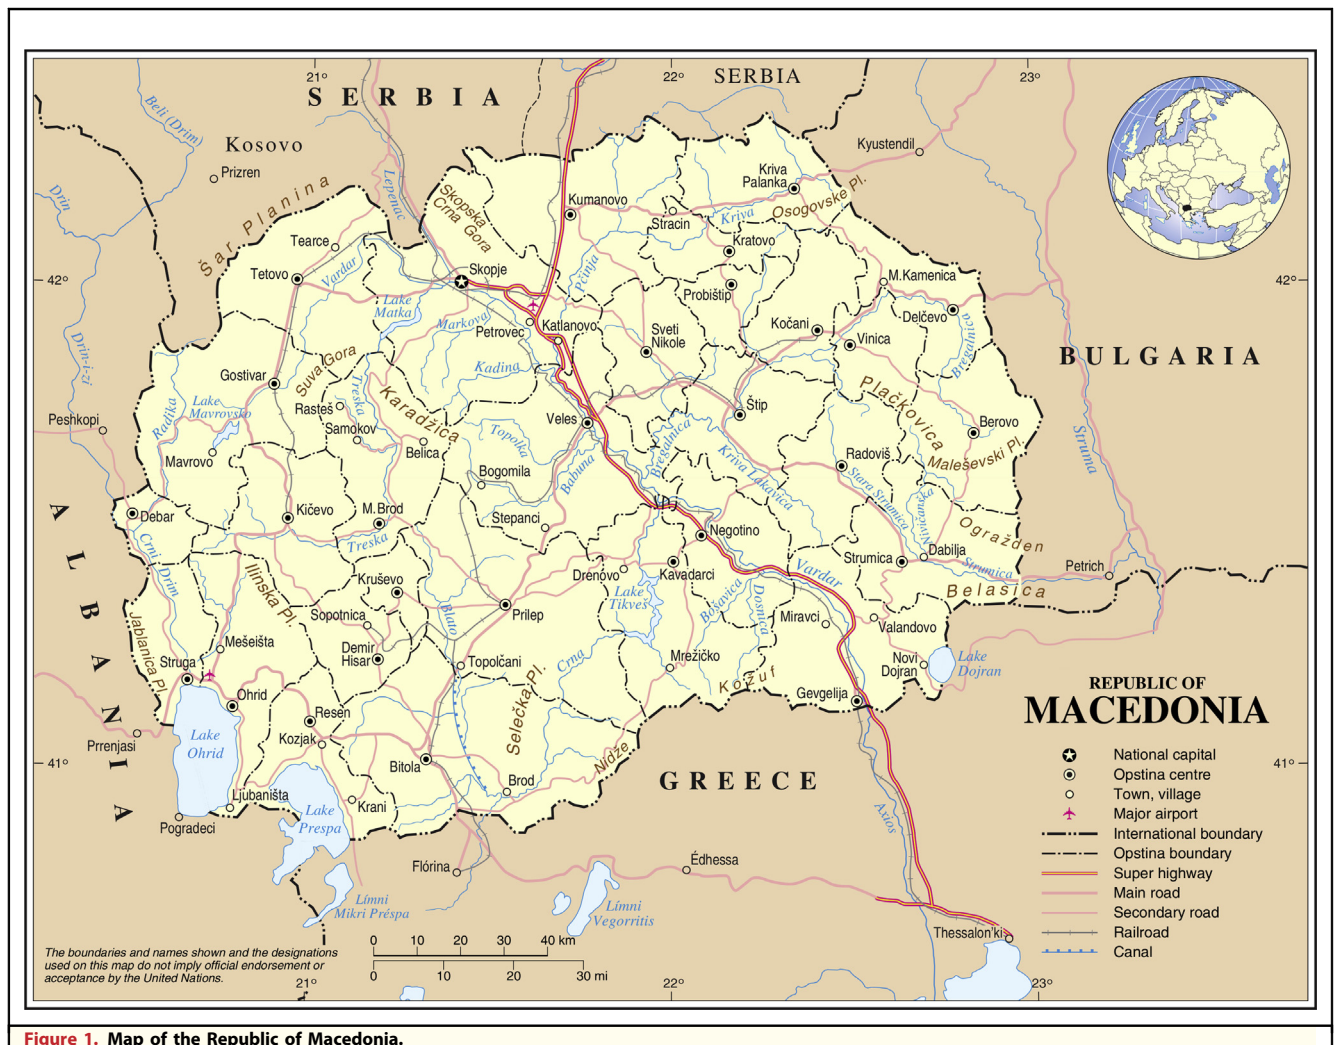 21°
22°
23°
SERBIA
SERBIA
Beli (Drim)
Kosovo
Prizren
Kyustendil
Drin
Šar Planina
Lepenac
Skopska
Crna Gora
Kumanovo
Kriva
Palanka
Osogovske Pl.
Stracin
Kriva
Tearce
Kratovo
Tetovo
Vardar
Skopje
Pčinja
M.Kamenica
42°
42°
Probištip
Lake
Matka
Markova
Petrovec
Katlanovo
Sveti
Nikole
Kočani
Vinica
Delčevo
Bregalnica
Drin-i-zi
BULGARIA
Suva Gora
Kadina
Gostivar
Treska
Karadžica
Plačkovica
Rasteš
Lake
Mavrovsko
Radika
Peshkopi
Samokov
Belica
Mavrovo
Veles
Štip
Berovo
Topolka
Bregalnica
Maleševski Pl.
Struma
Radoviš
Bogomila
Babuna
Kriva Lakavica
Stara Strumica
Debar
Kičevo
M.Brod
Stepanci
Negotino
Ogražden
Treska
Crni
Drim
Strumica
Dabilja
Strumica
Petrich
Belasica
ALBANIA
Ilinska Pl.
Kruševo
Drenovo
Kavadarci
Vardar
Lake
Tikveš
Bošavica
Dosnica
Sopotnica
Prilep
Blato
Miravci
Valandovo
Jablanica Pl.
Mešeišta
Demir
Hisar
Struga
Topolčani
Crna
Mrežičko
Kožuf
Novi
Dojran
Lake
Dojran
Ohrid
Resen
Selečka Pl.
Gevgelija
Prrenjasi
Lake
Ohrid
Kozjak
Nidže
Bitola
41°
41°
GREECE
Ljubaništa
Brod
Krani
Lake
Prespa
Pogradeci
Axios
Flórina
Édhessa
Límni
Mikri Préspa
Límni
Vegorritis
Thessalon'ki
REPUBLIC OF
MACEDONIA
National capital
Opstina centre
Town, village
Major airport
International boundary
Opstina boundary
Super highway
Main road
Secondary road
Railroad
Canal
The boundaries and names shown and the designations
used on this map do not imply official endorsement or
acceptance by the United Nations.
0 10 20 30 40 km
0 10 20 30 mi
21°
22°
23°
Figure 1. Map of the Republic of Macedonia.